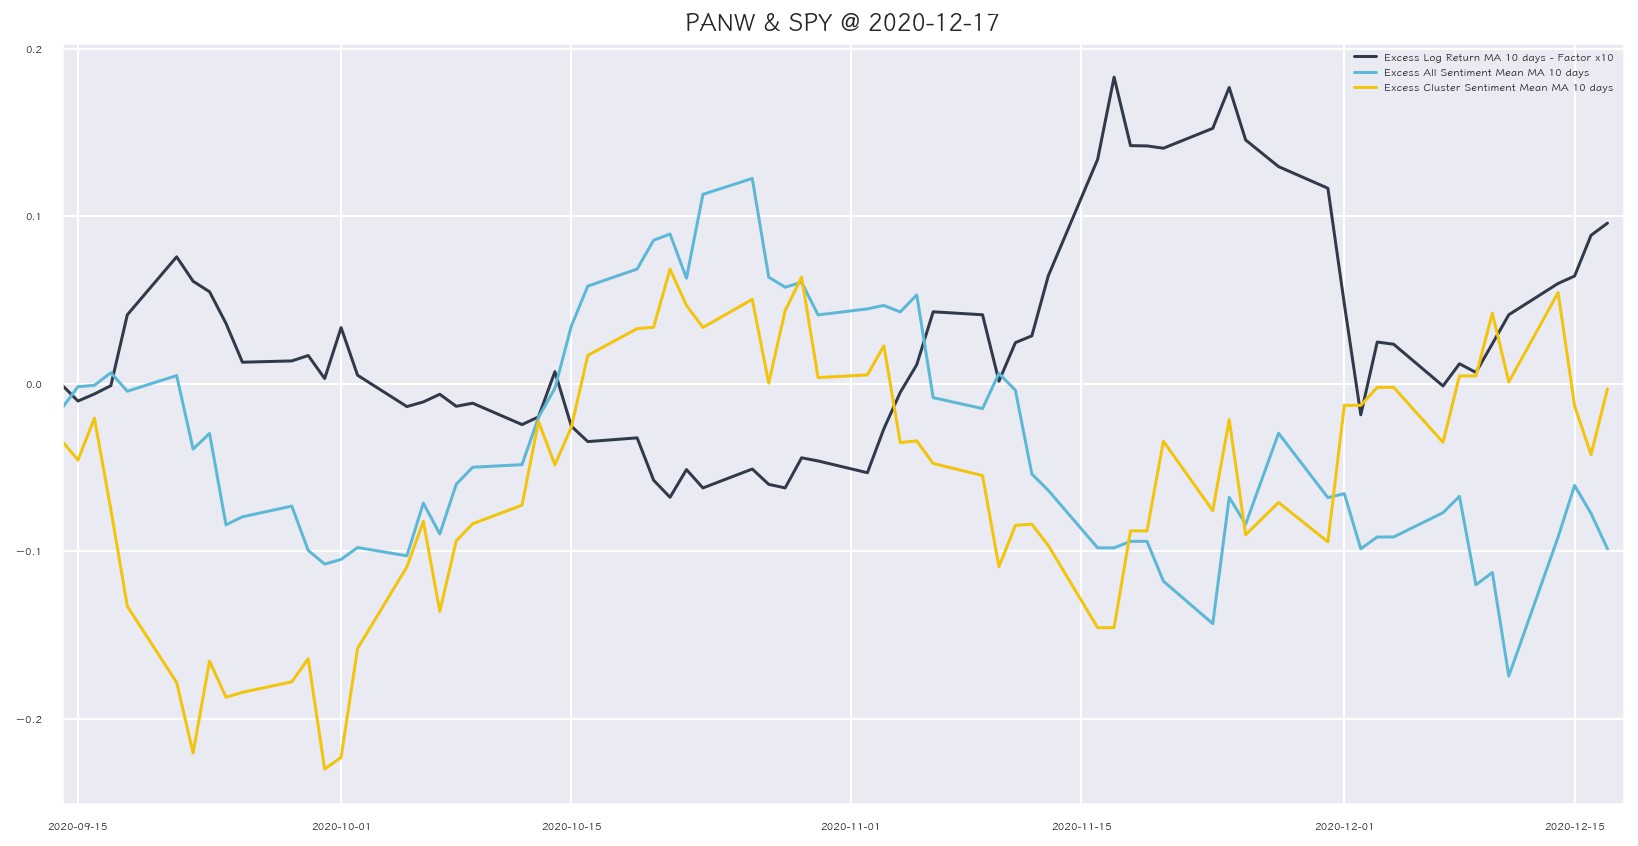 PANW & SPY @ 2020-12-17
Excess Log Return MA 10 days - Factor x10
Excess All Sentiment Mean MA 10 days
Excess Cluster Sentiment Mean MA 10 days
0.2
0.1
0.0
−0.1
−0.2
2020-09-15 2020-10-01 2020-10-15 2020-11-01 2020-11-15 2020-12-01 2020-12-15